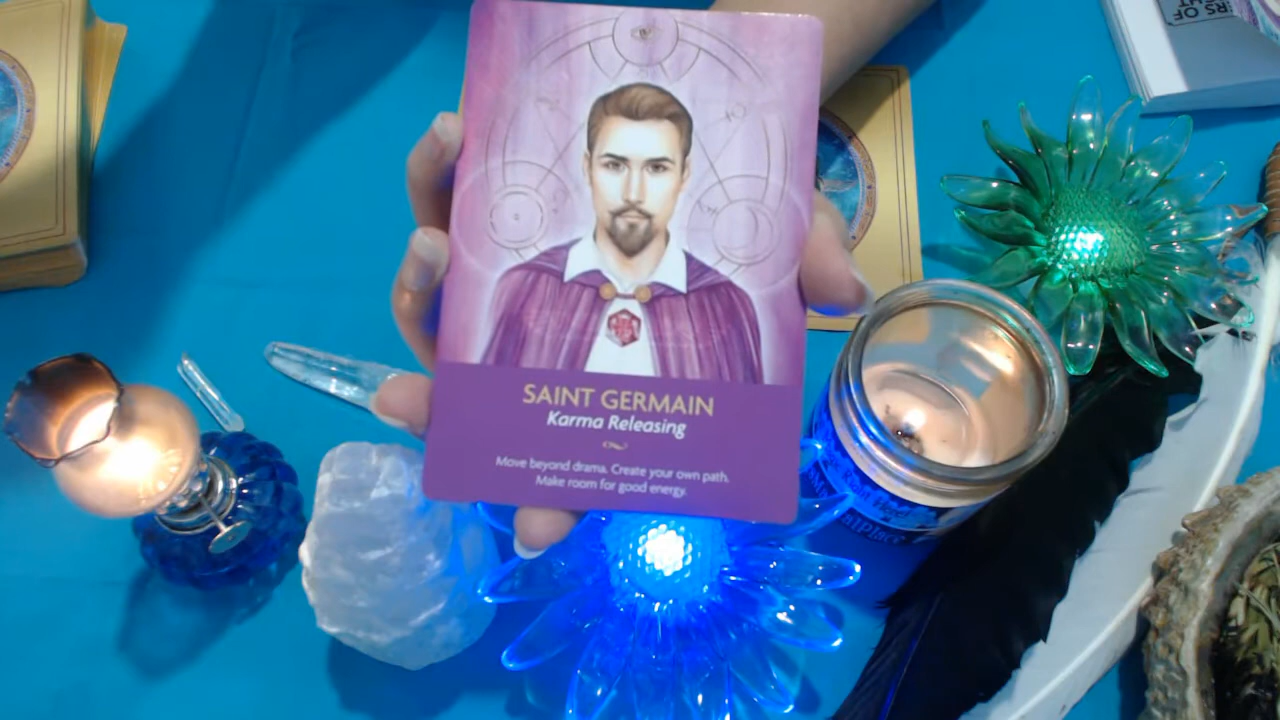 SAINT GERMAIN
Karma Releasing
Move beyond drama. Create your own path.
Make room for good energy.